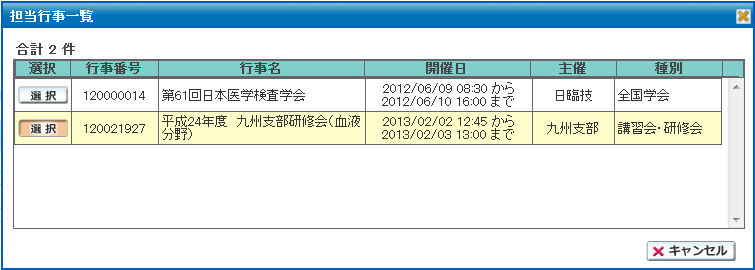 担当行事一覧
合計 2 件
選択 行事番号 行事名 開催日 主催 種別
選択 120000014 第61回日本医学検査学会 2012/06/09 08:30 から 日臨技 全国学会
2012/06/10 16:00 まで
選択 120021927 平成24年度 九州支部研修会(血液 2013/02/02 12:45 から 九州支部 講習会・研修会
分野) 2013/02/03 13:00 まで
キャンセル